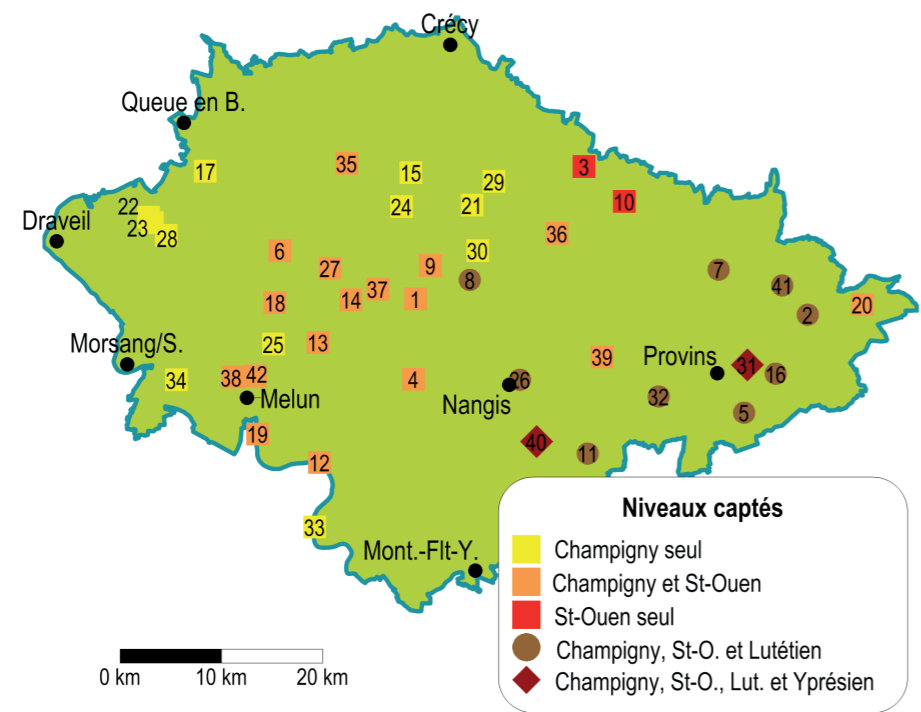 Crécy
Queue en B.
3
35
17
15
29
10
22
24
21
Draveil
23
28
36
6
30
9
27
7
8
37
41
18
14
1
20
2
13
25
Morsang/S.
39
Provins
31
34
38
42
4
26
16
Melun
Nangis
32
5
19
40
11
12
33
Mont.-Flt-Y.
Niveaux captés
Champigny seul
Champigny et St-Ouen
St-Ouen seul
Champigny, St-O. et Lutétien
Champigny, St-O., Lut. et Yprésien
0 km
10 km
20 km